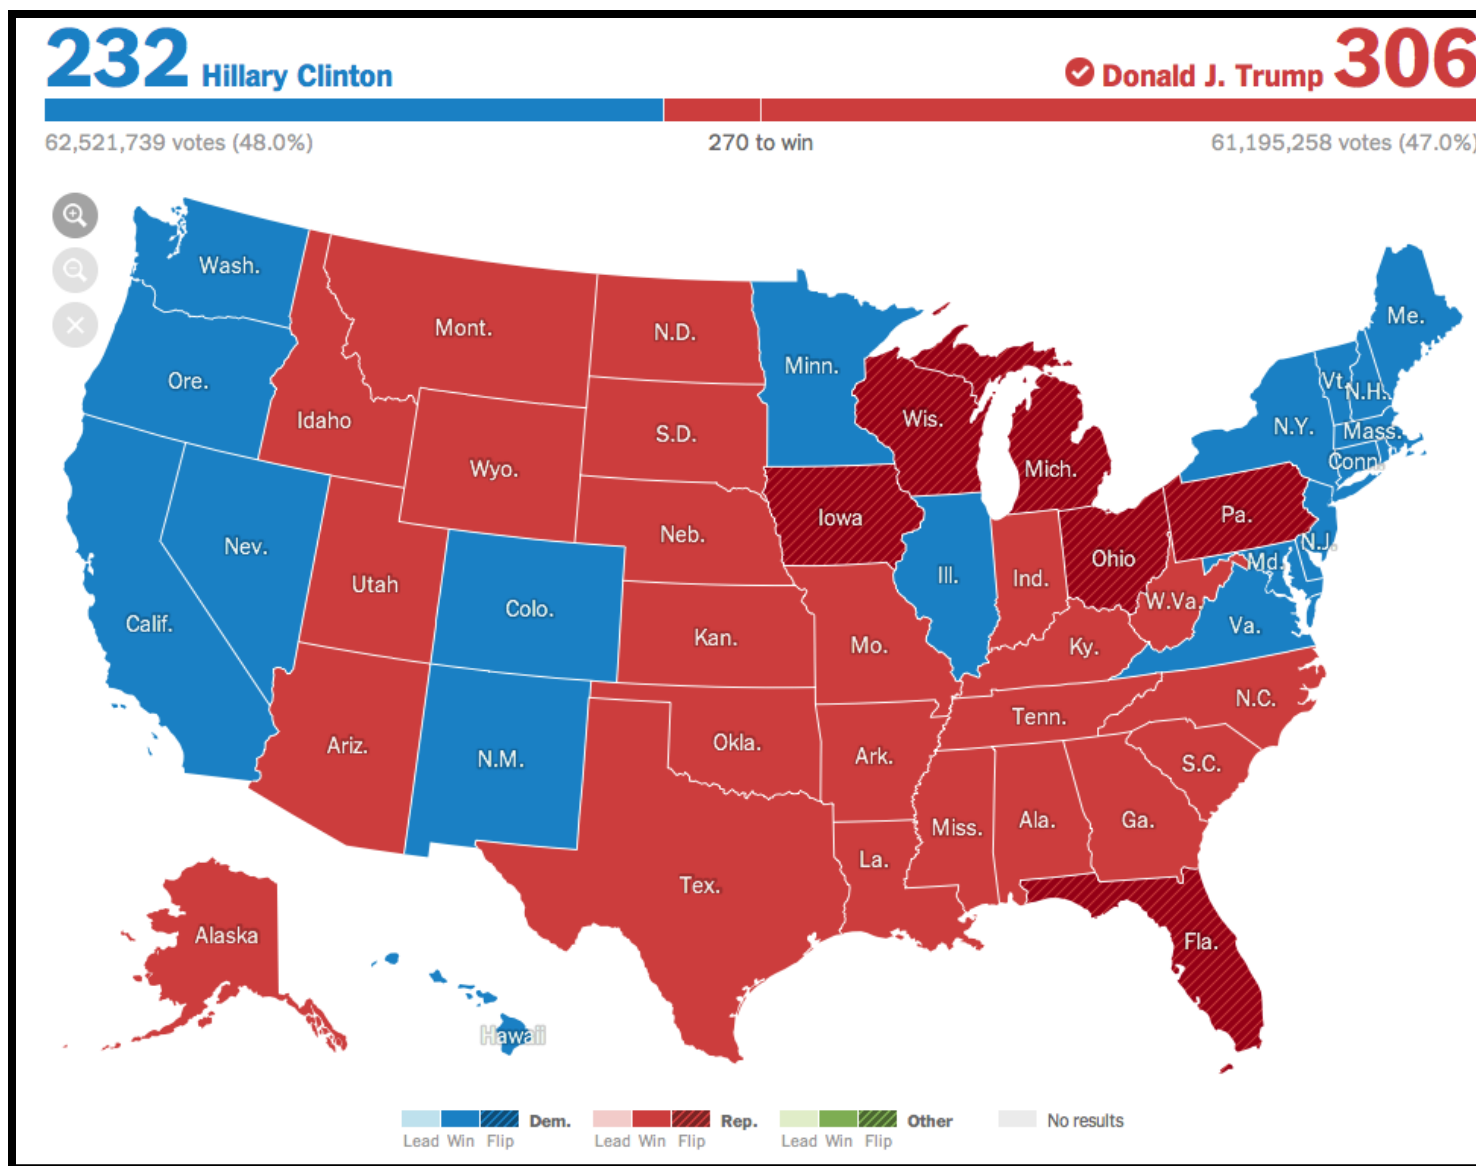 232 Hillary Clinton
Donald J. Trump 306
62,521,739 votes (48.0%)
270 to win
61,195,258 votes (47.0%)
Wash.
Mont.
N.D.
Minn.
Me.
Ore.
Idaho
Wyo.
S.D.
Wis.
Mich.
Vt.
N.H.
N.Y.
Mass.
Conn.
Nev.
Neb.
Iowa
Pa.
N.J.
Utah
Colo.
Ill.
Ind.
Ohio
Md.
W.Va.
Va.
Calif.
Kan.
Mo.
Ky.
N.C.
Tenn.
Ariz.
N.M.
Okla.
Ark.
S.C.
Miss.
Ala.
Ga.
La.
Tex.
Alaska
Fla.
Hawaii
Lead Win Flip Dem.
Lead Win Flip Rep.
Lead Win Flip Other
No results